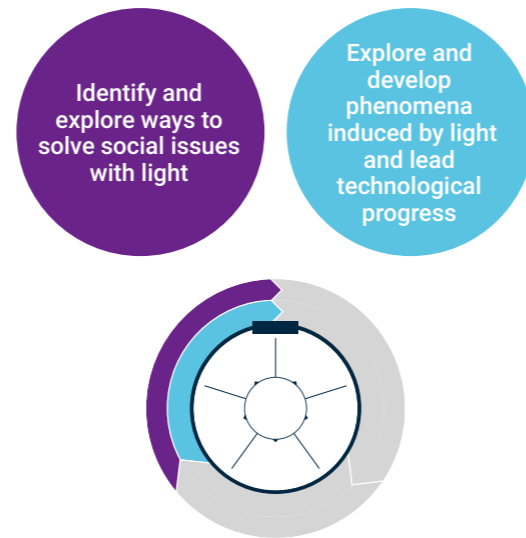 Identify and
explore ways to
solve social issues
with light
Explore and
develop
phenomena
induced by light
and lead
technological
progress